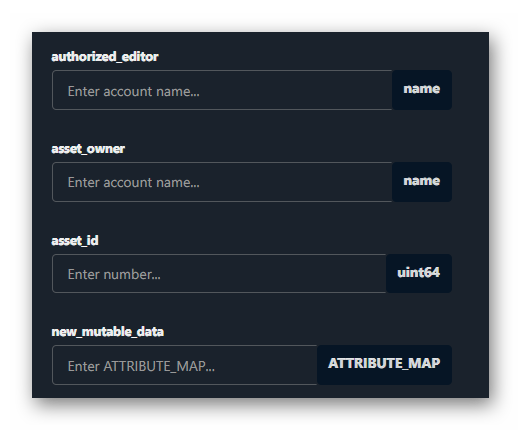 authorized_editor
Enter account name... name
asset_owner
Enter account name... name
asset_id
Enter number... uint64
new_mutable_data
Enter ATTRIBUTE_MAP... ATTRIBUTE_MAP